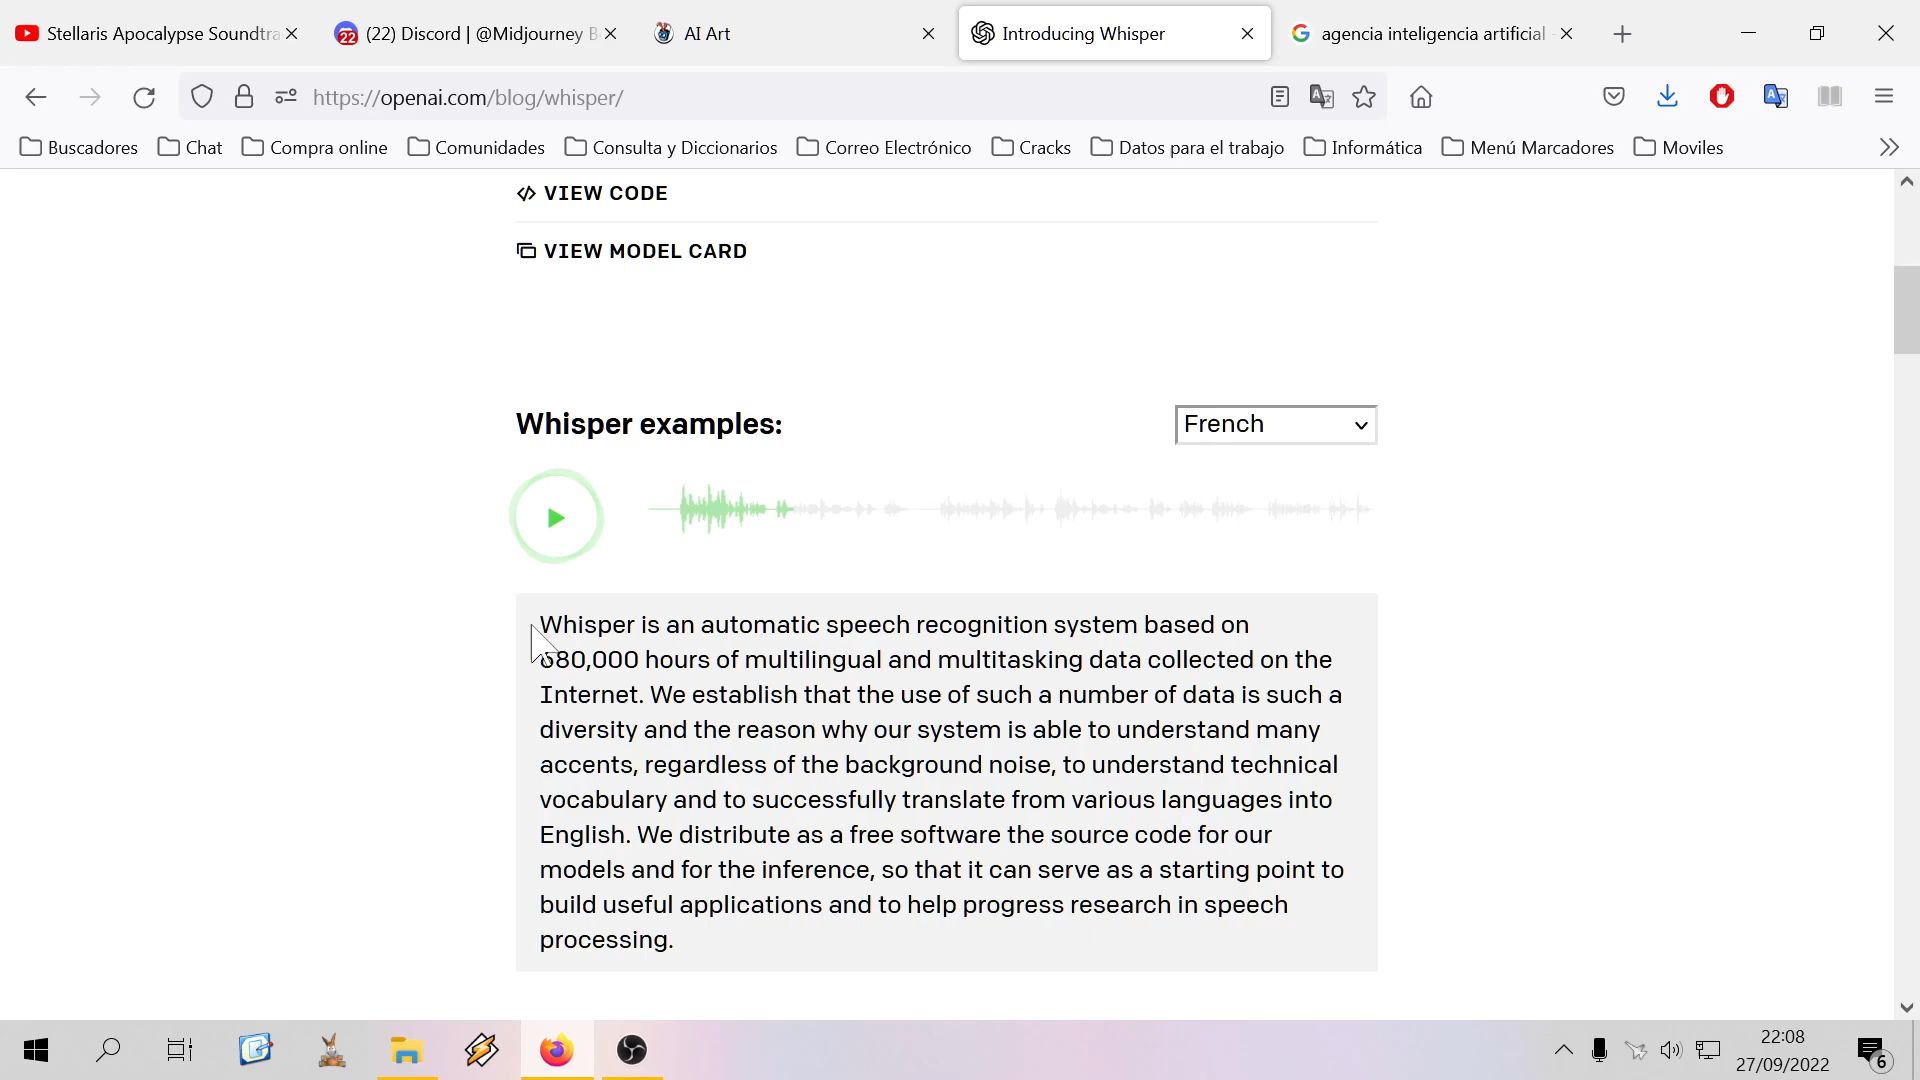 Stellaris Apocalypse Soundtra
(22) Discord | @Midjourney B
AI Art
Introducing Whisper
agencia inteligencia artificial -
https://openai.com/blog/whisper/
Buscadores
Chat
Compra online
Comunidades
Consulta y Diccionarios
Correo Electrónico
Cracks
Datos para el trabajo
Informática
Menú Marcadores
Moviles
VIEW CODE
VIEW MODEL CARD
Whisper examples:
French
Whisper is an automatic speech recognition system based on
680,000 hours of multilingual and multitasking data collected on the
Internet. We establish that the use of such a number of data is such a
diversity and the reason why our system is able to understand many
accents, regardless of the background noise, to understand technical
vocabulary and to successfully translate from various languages into
English. We distribute as a free software the source code for our
models and for the inference, so that it can serve as a starting point to
build useful applications and to help progress research in speech
processing.
22:08
27/09/2022
6